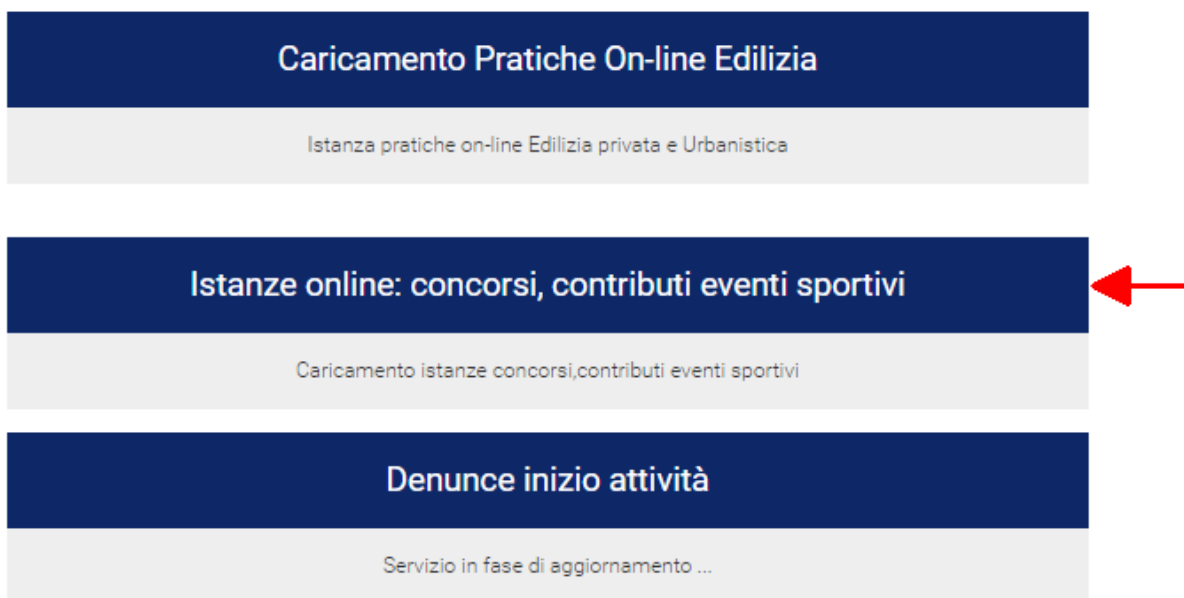 Caricamento Pratiche On-line Edilizia
Istanza pratiche on-line Edilizia privata e Urbanistica
Istanze online: concorsi, contributi eventi sportivi
Caricamento istanze concorsi,contributi eventi sportivi
Denunce inizio attività
Servizio in fase di aggiornamento ...